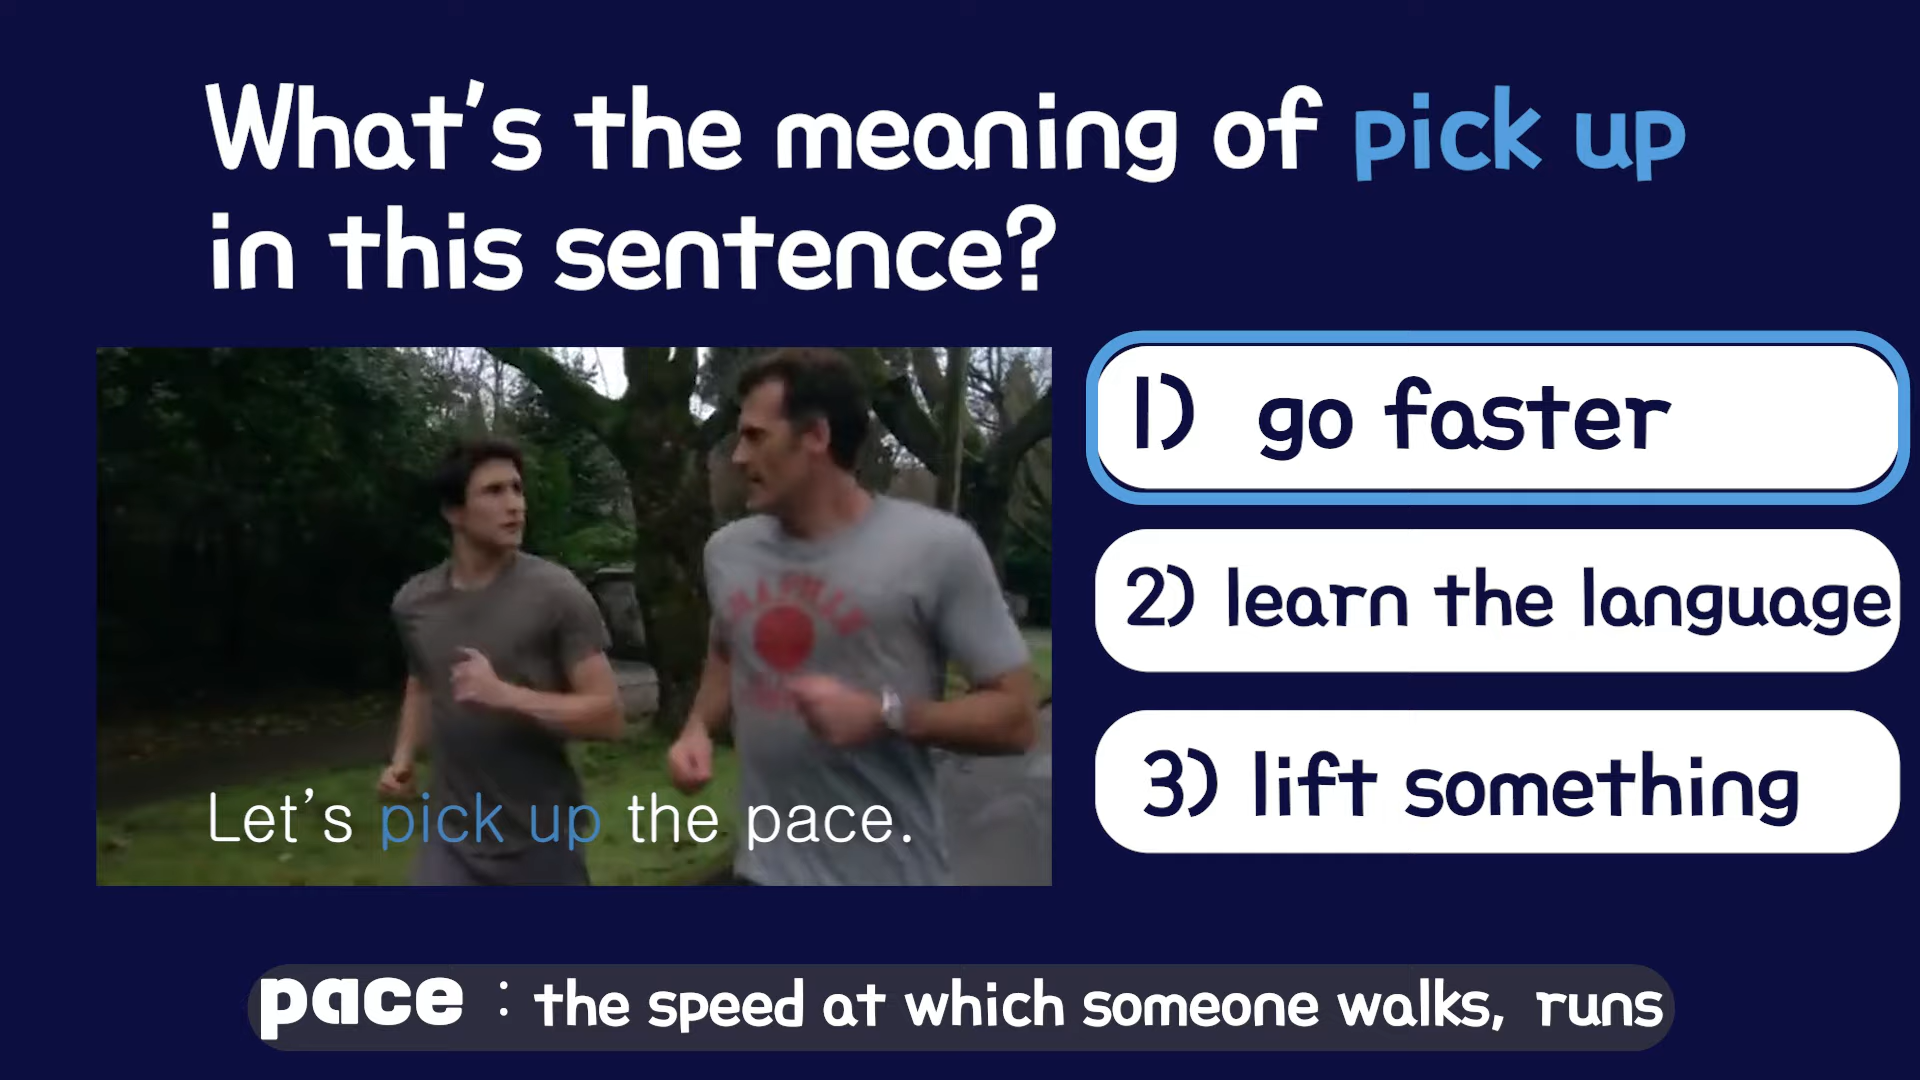 What's the meaning of pick up
in this sentence?
1) go faster
2) learn the language
3) lift something
Let's pick up the pace.
pace : the speed at which someone walks, runs